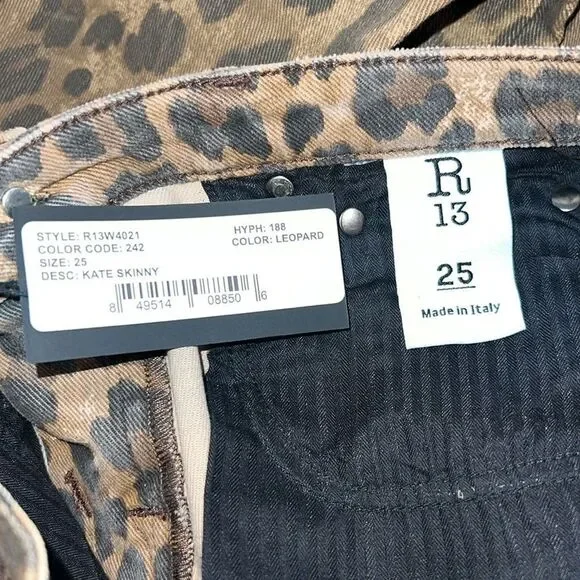 STYLE: R13W4021 HYPH: 188
COLOR CODE: 242 COLOR: LEOPARD
SIZE: 25
DESC: KATE SKINNY
8 49514 08850 6
R
13
25
Made in Italy